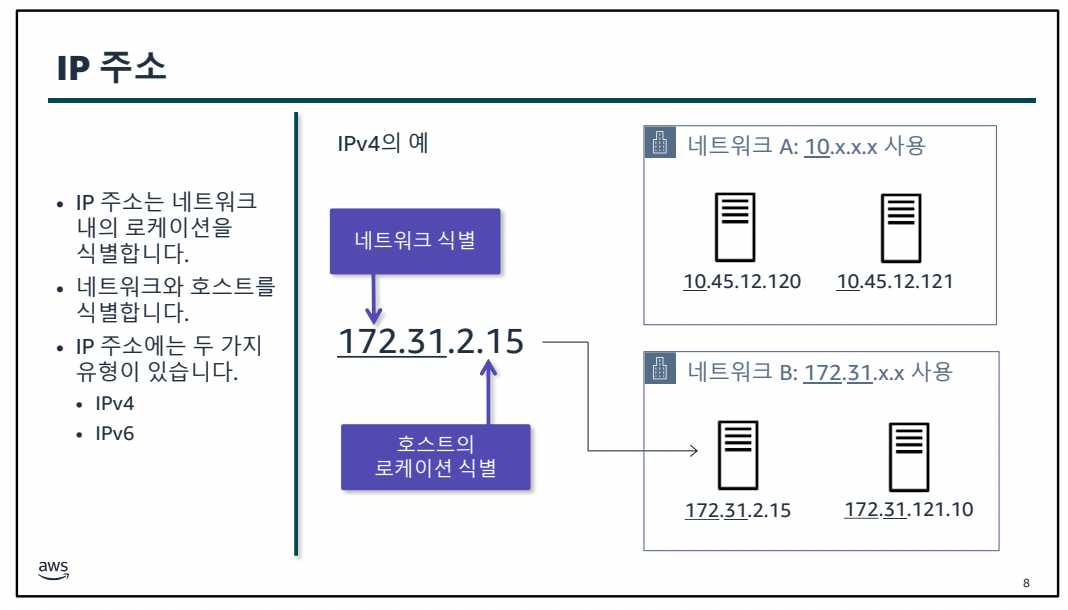 IP 주소
• IP 주소는 네트워크
내의 로케이션을
식별합니다.
• 네트워크와 호스트를
식별합니다.
• IP 주소에는 두 가지
유형이 있습니다.
• IPv4
• IPv6
IPv4의 예
네트워크 식별
172.31.2.15
호스트의
로케이션 식별
네트워크 A: 10.x.x.x 사용
10.45.12.120
10.45.12.121
네트워크 B: 172.31.x.x 사용
172.31.2.15
172.31.121.10
aws
8